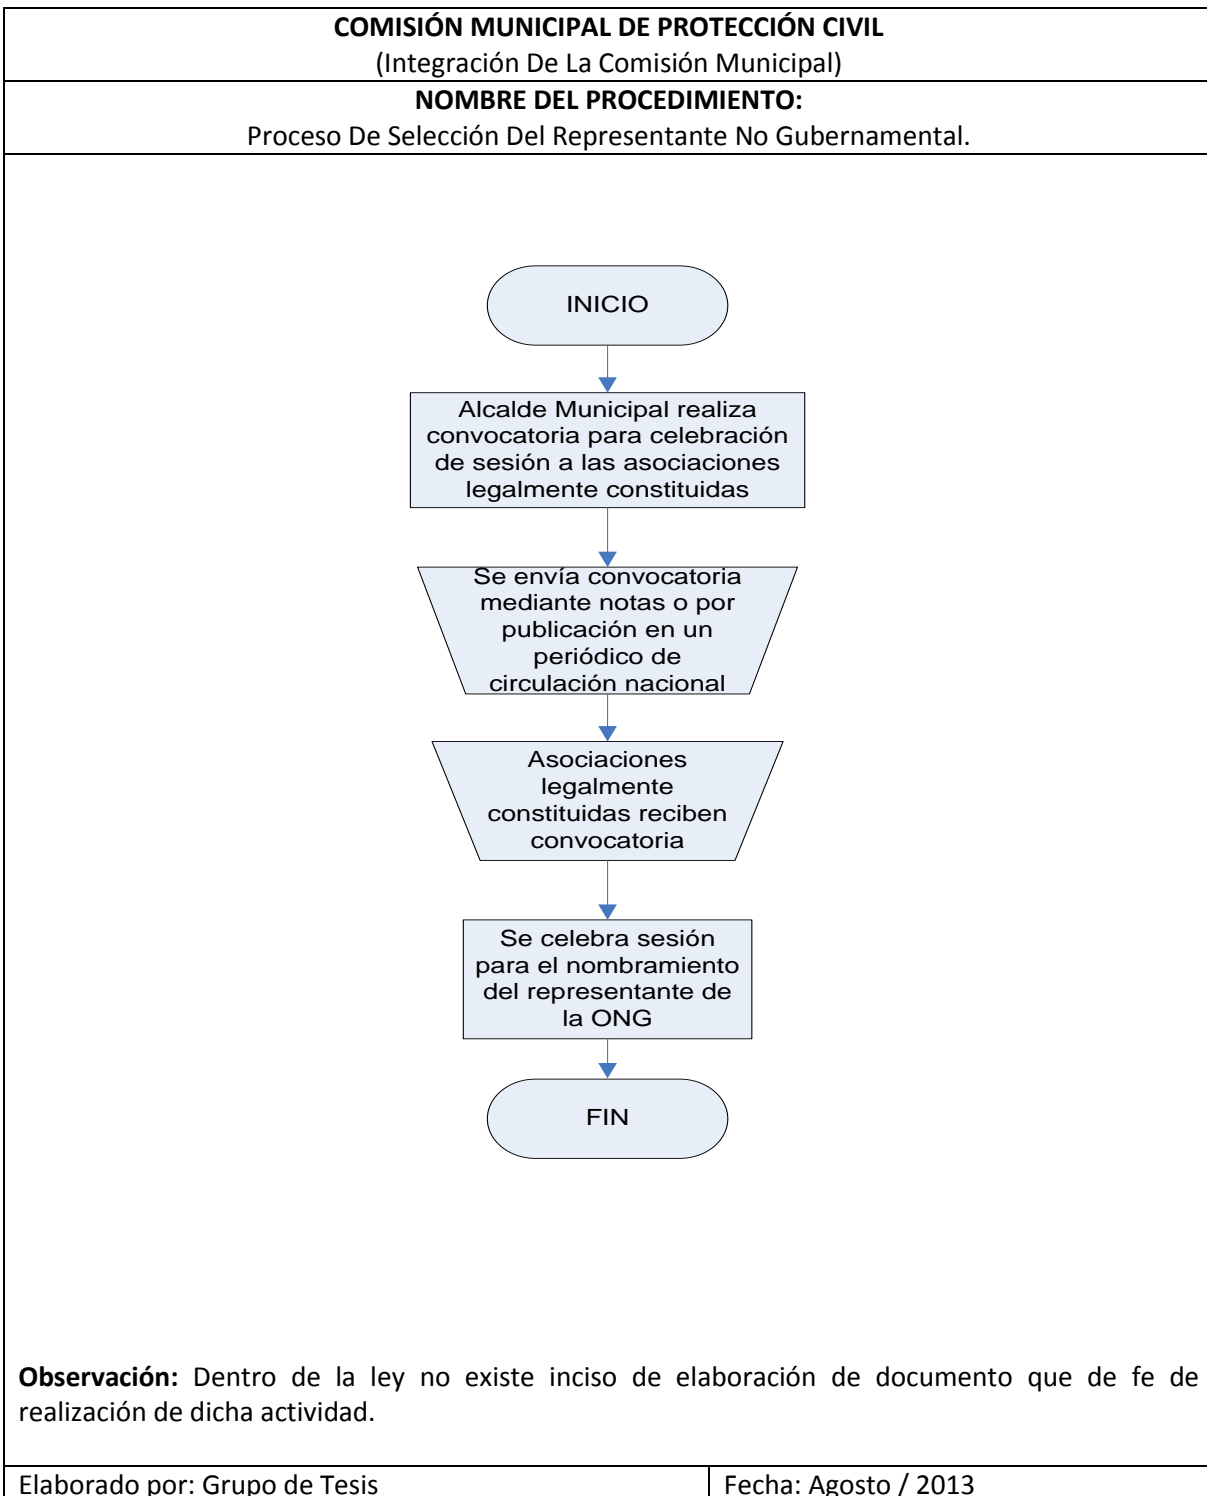 COMISIÓN MUNICIPAL DE PROTECCIÓN CIVIL
(Integración De La Comisión Municipal)
NOMBRE DEL PROCEDIMIENTO:
Proceso De Selección Del Representante No Gubernamental.
INICIO
Alcalde Municipal realiza
convocatoria para celebración
de sesión a las asociaciones
legalmente constituidas
Se envía convocatoria
mediante notas o por
publicación en un
periódico de
circulación nacional
Asociaciones
legalmente
constituidas reciben
convocatoria
Se celebra sesión
para el nombramiento
del representante de
la ONG
FIN
Observación: Dentro de la ley no existe inciso de elaboración de documento que de fe de
realización de dicha actividad.
Elaborado por: Grupo de Tesis
Fecha: Agosto / 2013